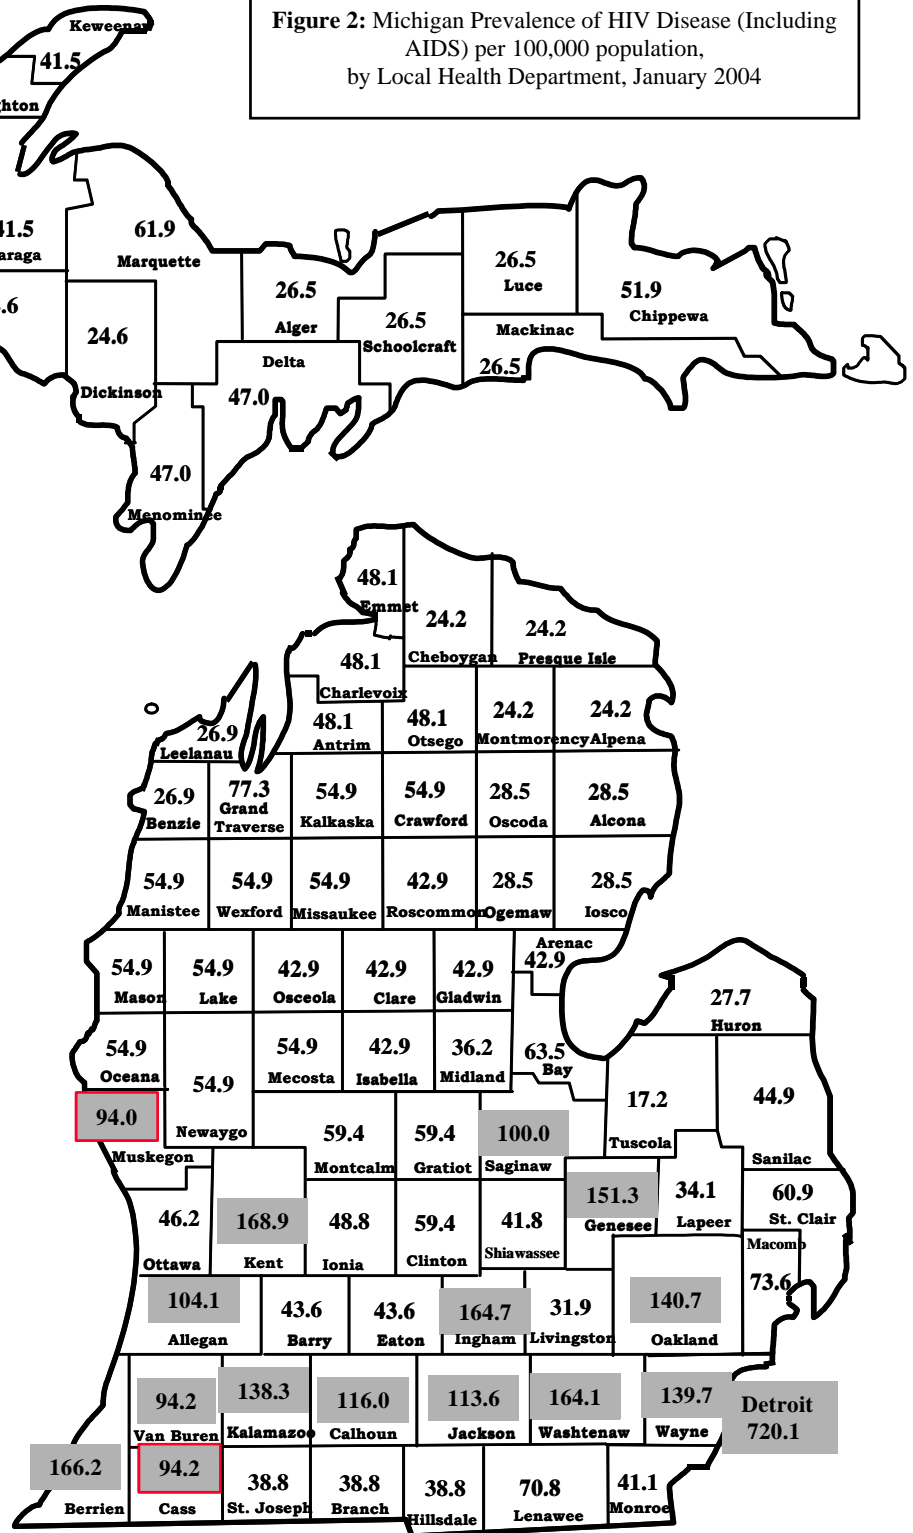 Figure 2: Michigan Prevalence of HIV Disease (Including
AIDS) per 100,000 population,
by Local Health Department, January 2004
Keweenaw
41.5
ghton
41.5
araga
.6
61.9
Marquette
24.6
Dickinson
26.5
Alger
26.5
Schoolcraft
26.5
Luce
51.9
Chippewa
Mackinac
26.5
Delta
47.0
47.0
Menominee
48.1
Emmet
24.2
Cheboygan
24.2
Presque Isle
48.1
Charlevoix
26.9
Leelanau
48.1
Antrim
48.1
Otsego
24.2
Montmorency
24.2
Alpena
26.9
Benzie
77.3
Grand
Traverse
54.9
Kalkaska
54.9
Crawford
28.5
Oscoda
28.5
Alcona
54.9
Manistee
54.9
Wexford
54.9
Missaukee
42.9
Roscommon
28.5
Ogemaw
28.5
Iosco
54.9
Mason
54.9
Lake
42.9
Osceola
42.9
Clare
42.9
Gladwin
Arenac
42.9
27.7
Huron
54.9
Oceana
54.9
Newaygo
54.9
Mecosta
42.9
Isabella
36.2
Midland
63.5
Bay
17.2
Tuscola
44.9
Sanilac
94.0
Muskegon
59.4
Montcalm
59.4
Gratiot
100.0
Saginaw
46.2
Ottawa
168.9
Kent
48.8
Ionia
59.4
Clinton
41.8
Shiawassee
151.3
Genesee
34.1
Lapeer
60.9
St. Clair
Macomb
73.6
104.1
Allegan
43.6
Barry
43.6
Eaton
164.7
Ingham
31.9
Livingston
140.7
Oakland
94.2
Van Buren
138.3
Kalamazoo
116.0
Calhoun
113.6
Jackson
164.1
Washtenaw
139.7
Wayne
Detroit
720.1
166.2
Berrien
94.2
Cass
38.8
St. Joseph
38.8
Branch
38.8
Hillsdale
70.8
Lenawee
41.1
Monroe